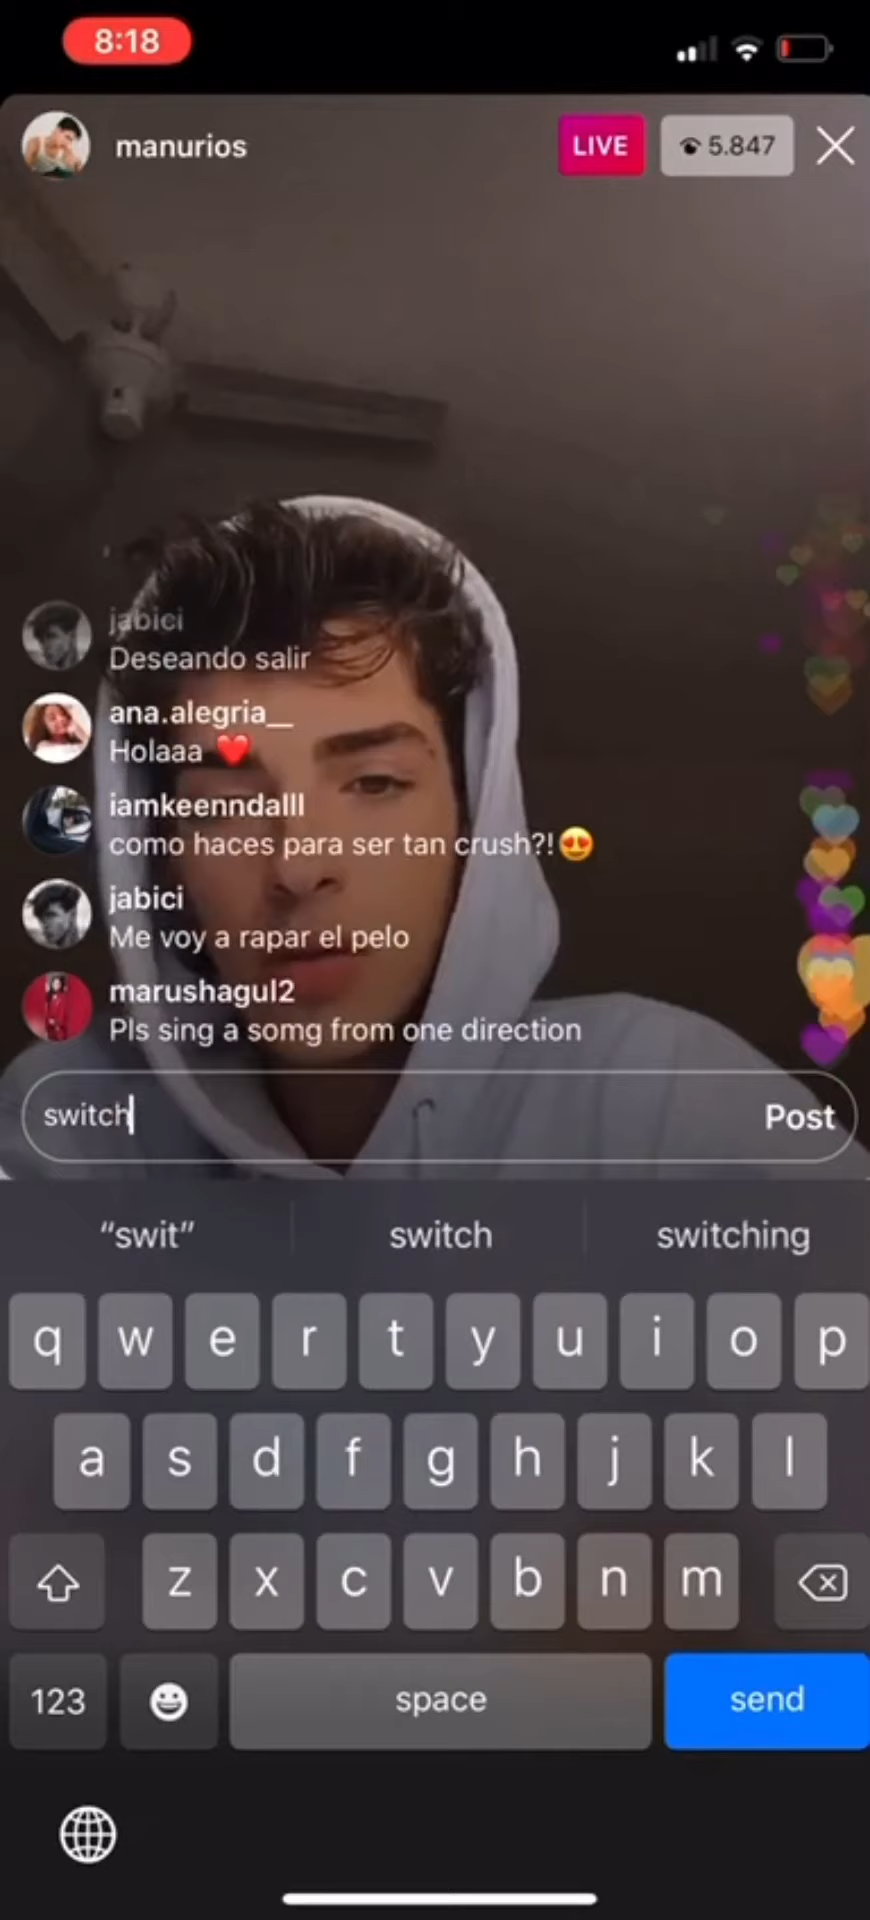 8:18
manurios
LIVE
5.847
jabici
Deseando salir
ana.alegria__
Holaaa ❤️
iamkeenndalll
como haces para ser tan crush?!😍
jabici
Me voy a rapar el pelo
marushagul2
Pls sing a somg from one direction
switch
Post
“swit”
switch
switching
q w e r t y u i o p
a s d f g h j k l
z x c v b n m
123
space
send